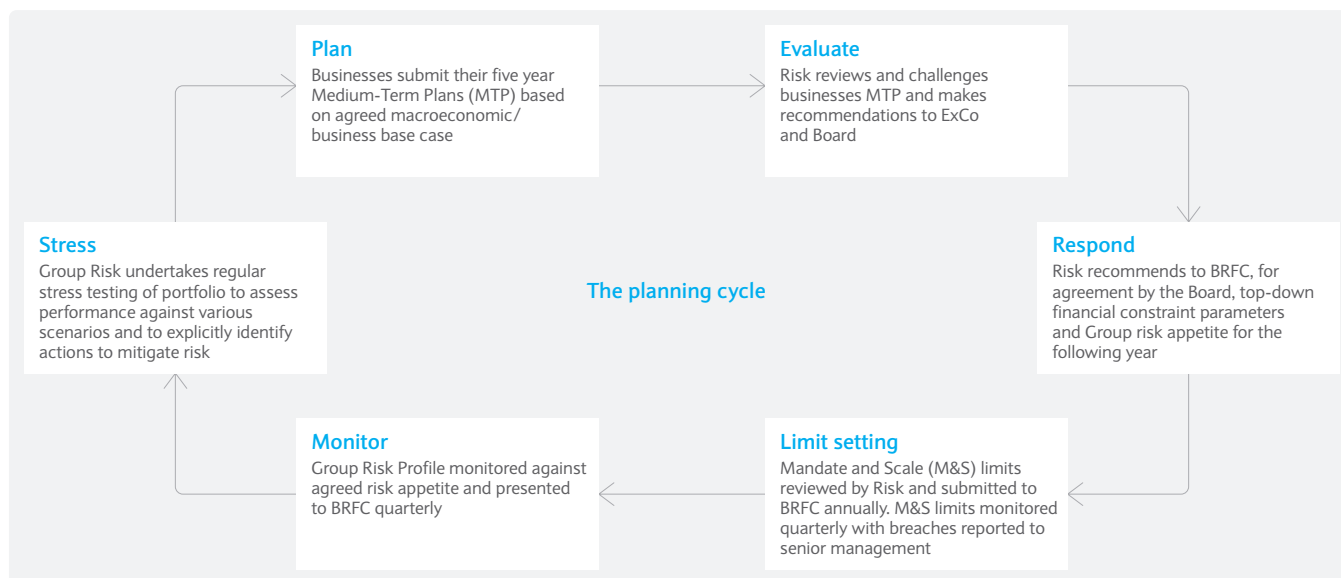 Plan
Businesses submit their five year
Medium-Term Plans (MTP) based
on agreed macroeconomic/
business base case
Evaluate
Risk reviews and challenges
businesses MTP and makes
recommendations to ExCo
and Board
Respond
Risk recommends to BRFC, for
agreement by the Board, top-down
financial constraint parameters
and Group risk appetite for the
following year
Limit setting
Mandate and Scale (M&S) limits
reviewed by Risk and submitted to
BRFC annually. M&S limits monitored
quarterly with breaches reported to
senior management
Monitor
Group Risk Profile monitored against
agreed risk appetite and presented
to BRFC quarterly
Stress
Group Risk undertakes regular
stress testing of portfolio to assess
performance against various
scenarios and to explicitly identify
actions to mitigate risk
The planning cycle